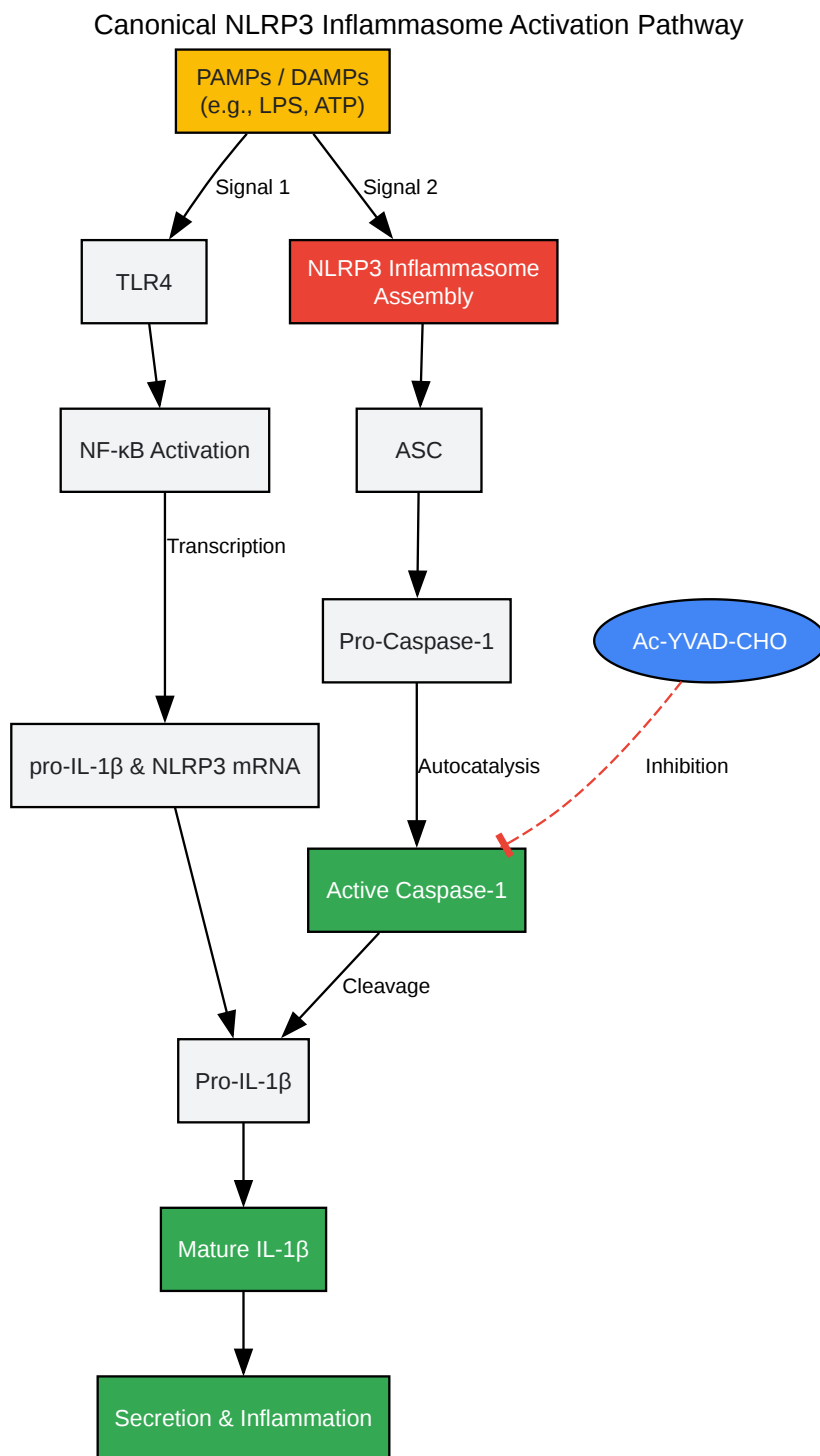 Canonical NLRP3 Inflammasome Activation Pathway
PAMPs / DAMPs
(e.g., LPS, ATP)
Signal 1
Signal 2
TLR4
NLRP3 Inflammasome
Assembly
NF-κB Activation
ASC
Transcription
Pro-Caspase-1
Ac-YVAD-CHO
pro-IL-1β & NLRP3 mRNA
Autocatalysis
Inhibition
Active Caspase-1
Cleavage
Pro-IL-1β
Mature IL-1β
Secretion & Inflammation